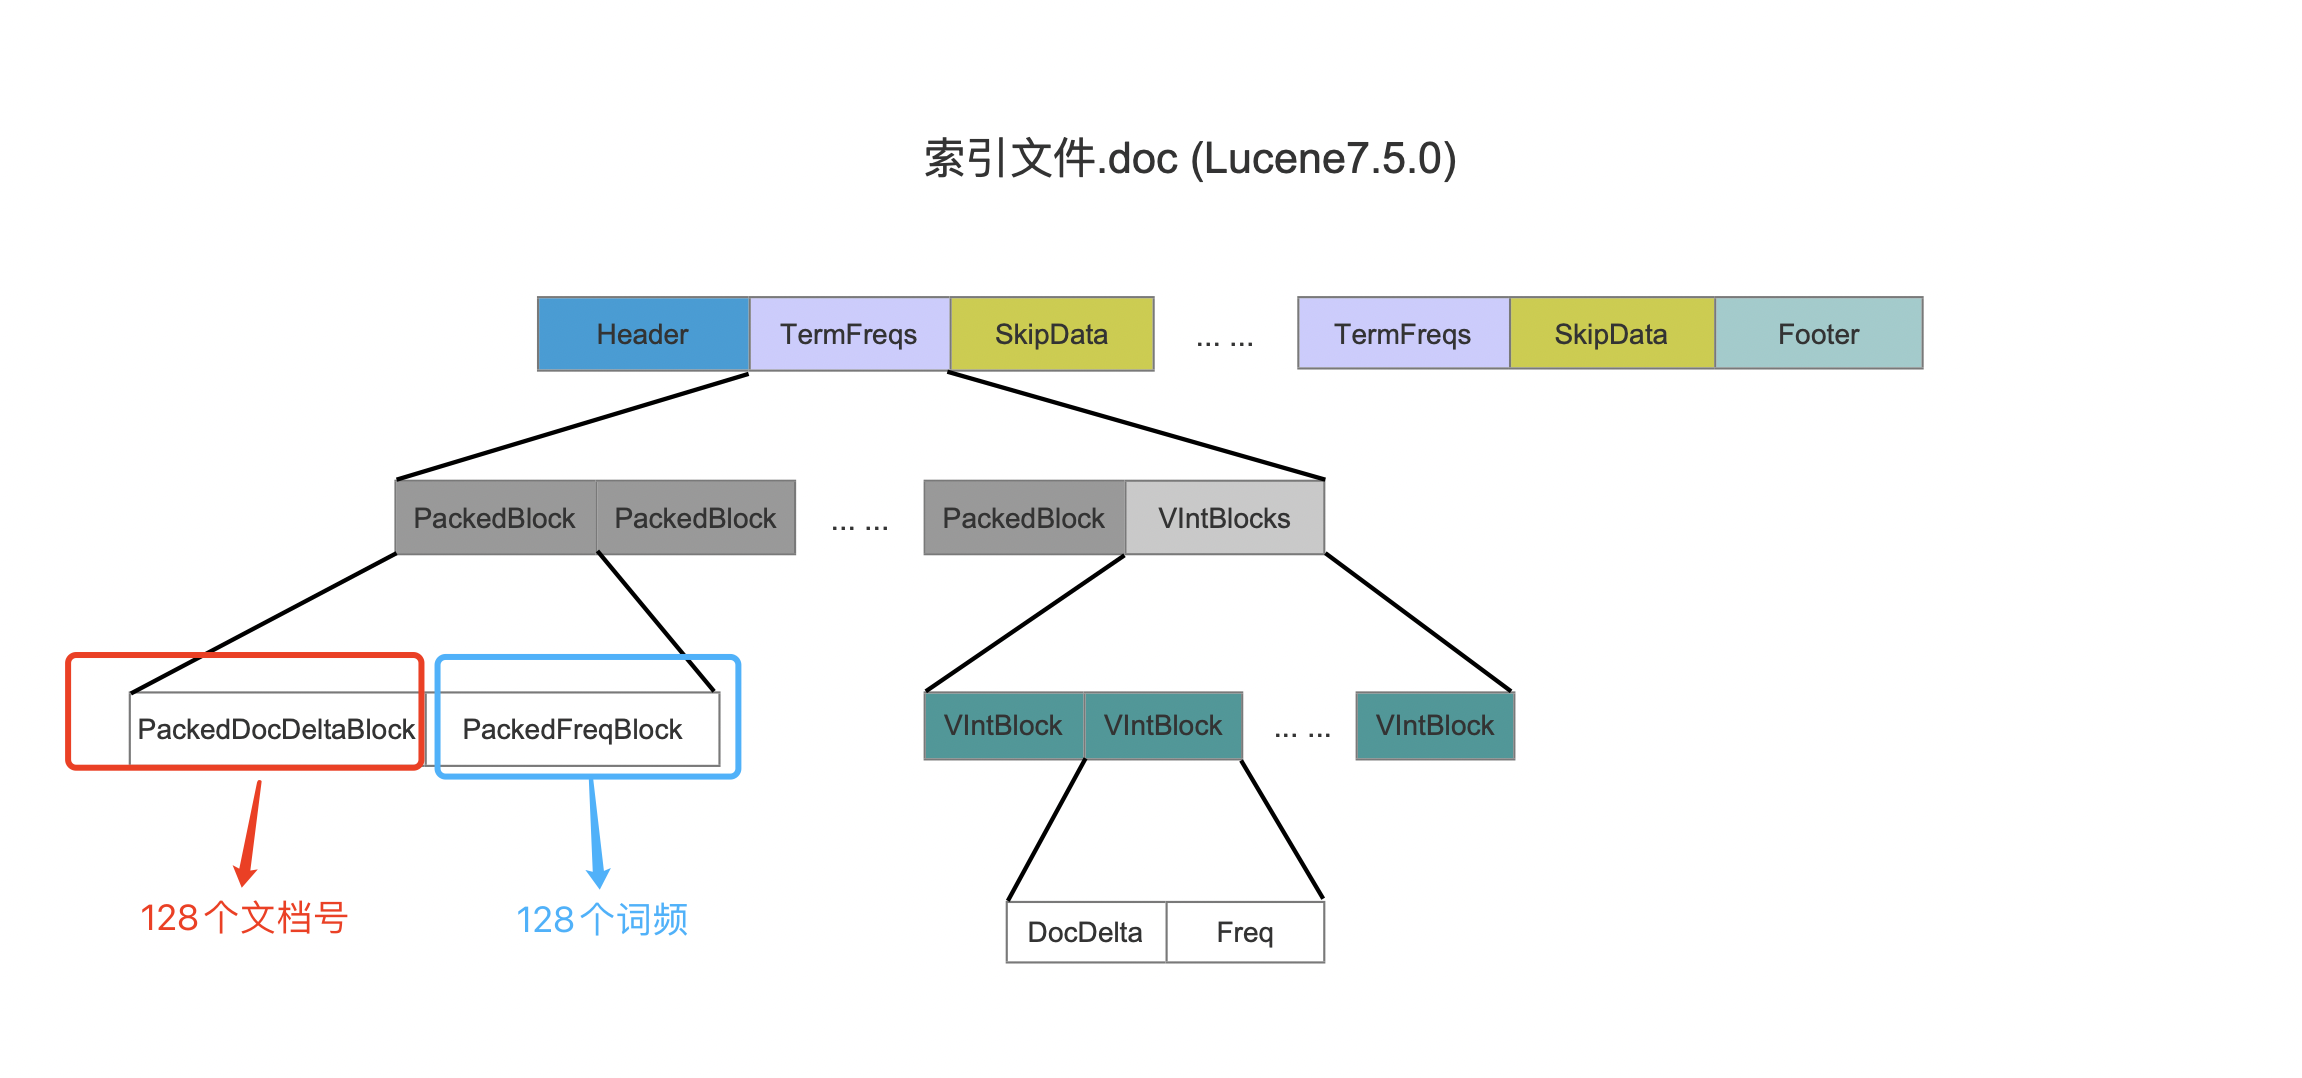 索引文件.doc (Lucene7.5.0)
Header TermFreqs SkipData ... ... TermFreqs SkipData Footer
PackedBlock PackedBlock ... ... PackedBlock VIntBlocks
PackedDocDeltaBlock PackedFreqBlock VIntBlock VIntBlock ... ... VIntBlock
128个文档号 128个词频 DocDelta Freq